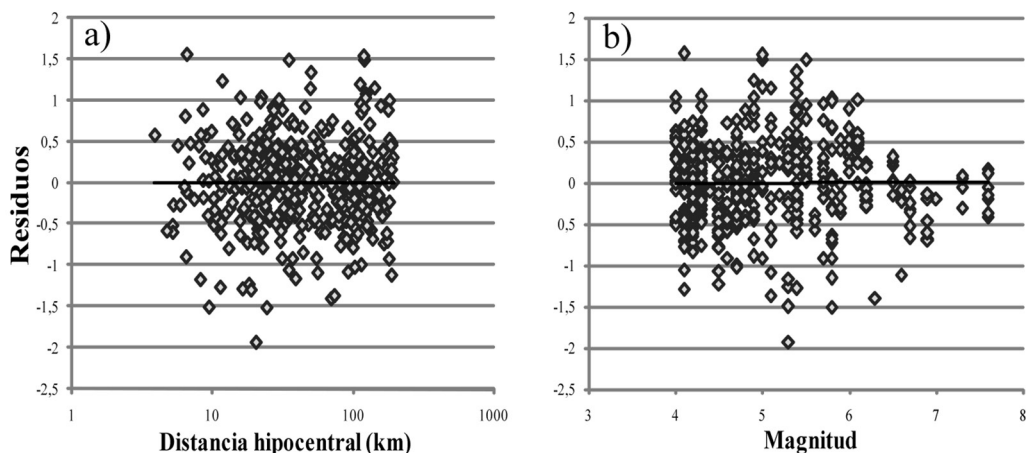 a)
2
1,5
1
0,5
0
-0,5
-1
-1,5
-2
-2,5
Residuos
1 10 100 1000
Distancia hipocentral (km)
b)
2
1,5
1
0,5
0
-0,5
-1
-1,5
-2
-2,5
3 4 5 6 7 8
Magnitud